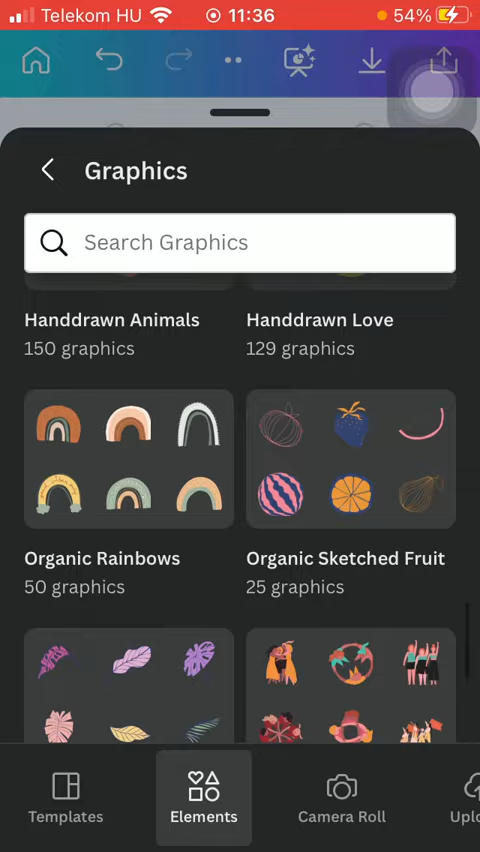 Telekom HU 11:36 54%
Graphics
Search Graphics
Handdrawn Animals Handdrawn Love
150 graphics 129 graphics
Organic Rainbows Organic Sketched Fruit
50 graphics 25 graphics
Templates Elements Camera Roll Uplo